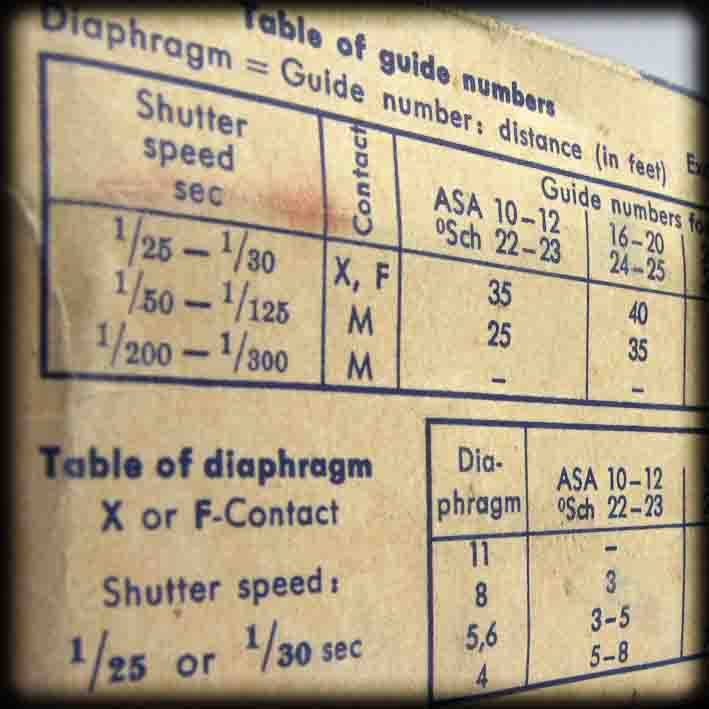 Table of guide numbers
Diaphragm = Guide number: distance (in feet)
Shutter speed sec
Contact
Guide numbers
ASA 10–12
°Sch 22–23
16–20
24–25
1/25 – 1/30 X, F 35 40
1/50 – 1/125 M 25 35
1/200 – 1/300 M – –
Table of diaphragm
X or F-Contact
Shutter speed:
1/25 or 1/30 sec
Dia-
phragm
ASA 10–12
°Sch 22–23
11 –
8 3
5,6 3–5
4 5–8